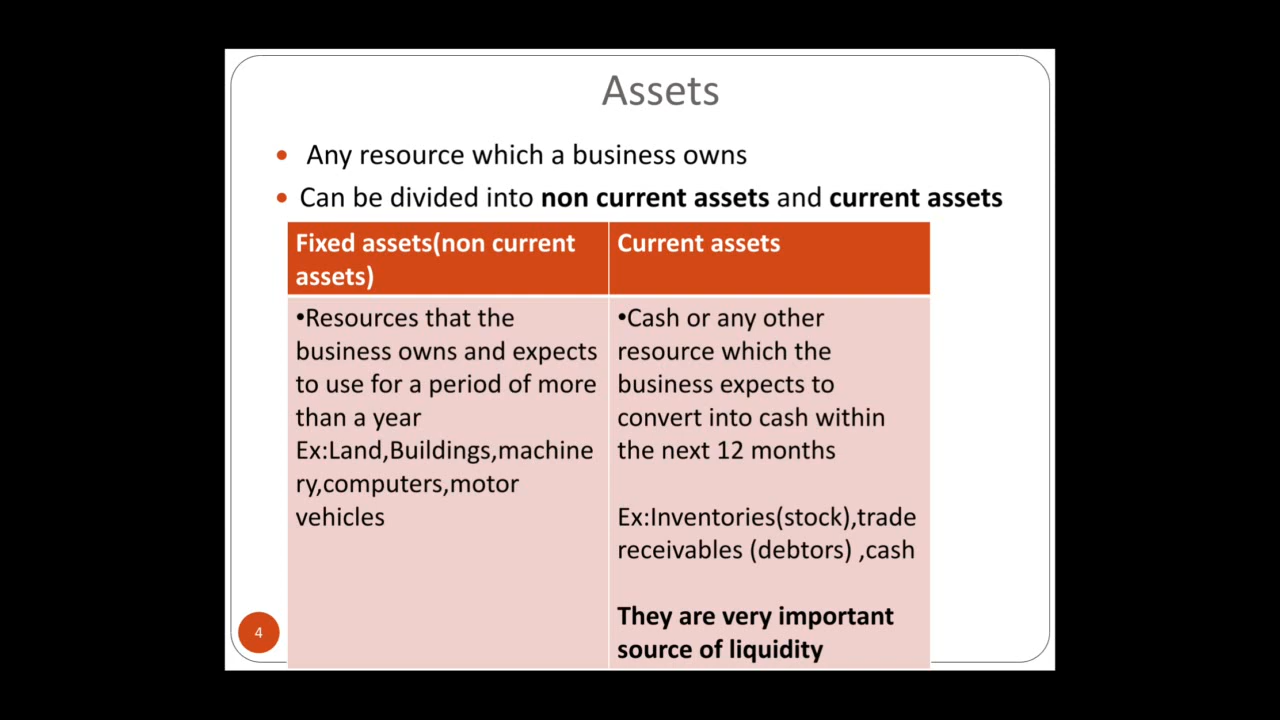 Assets
• Any resource which a business owns
• Can be divided into non current assets and current assets
Fixed assets(non current
assets)
Current assets
•Resources that the
business owns and expects
to use for a period of more
than a year
Ex:Land,Buildings,machine
ry,computers,motor
vehicles
•Cash or any other
resource which the
business expects to
convert into cash within
the next 12 months
Ex:Inventories(stock),trade
receivables (debtors) ,cash
They are very important
source of liquidity
4